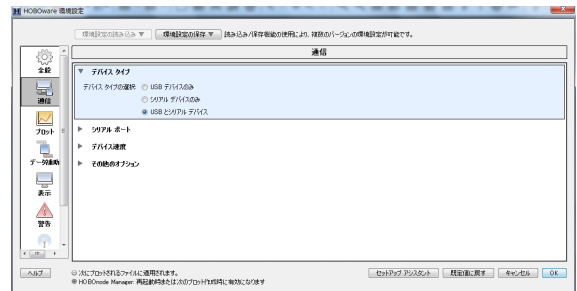 HOBOware 環境設定
環境設定の読み込み ▼ 環境設定の保存 ▼ 読み込み/保存機能の使用により、複数のバージョンの環境設定が可能です。
全般
通信
プロット
表示
警告
通信
▼ デバイス タイプ
デバイス タイプの選択 USB デバイスのみ
シリアル デバイスのみ
USB とシリアル デバイス
▶ シリアル ポート
▶ デバイス速度
▶ その他のオプション
ヘルプ
次にプロットされるファイルに適用されます。
HOBOnode Manager: 再起動時または次のプロット作成時に有効になります
セットアップ アシスタント 既定値に戻す キャンセル OK